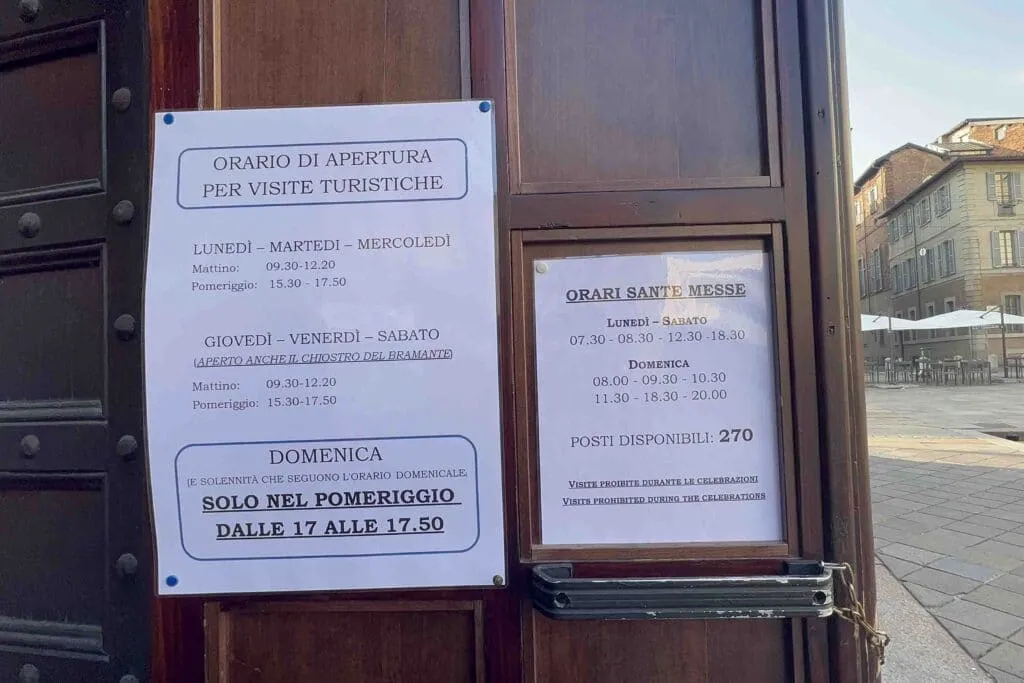 ORARIO DI APERTURA
PER VISITE TURISTICHE
LUNEDÌ – MARTEDI – MERCOLEDÌ
Mattino: 09.30-12.20
Pomeriggio: 15.30 - 17.50
GIOVEDÌ – VENERDÌ – SABATO
(APERTO ANCHE IL CHIOSTRO DEL BRAMANTE)
Mattino: 09.30-12.20
Pomeriggio: 15.30-17.50
DOMENICA
(E SOLENNITÀ CHE SEGUONO L'ORARIO DOMENICALE)
SOLO NEL POMERIGGIO
DALLE 17 ALLE 17.50
ORARI SANTE MESSE
LUNEDÌ – SABATO
07.30 - 08.30 - 12.30 -18.30
DOMENICA
08.00 - 09.30 - 10.30
11.30 - 18.30 - 20.00
POSTI DISPONIBILI: 270
VISITE PROIBITE DURANTE LE CELEBRAZIONI
VISITS PROHIBITED DURING THE CELEBRATIONS